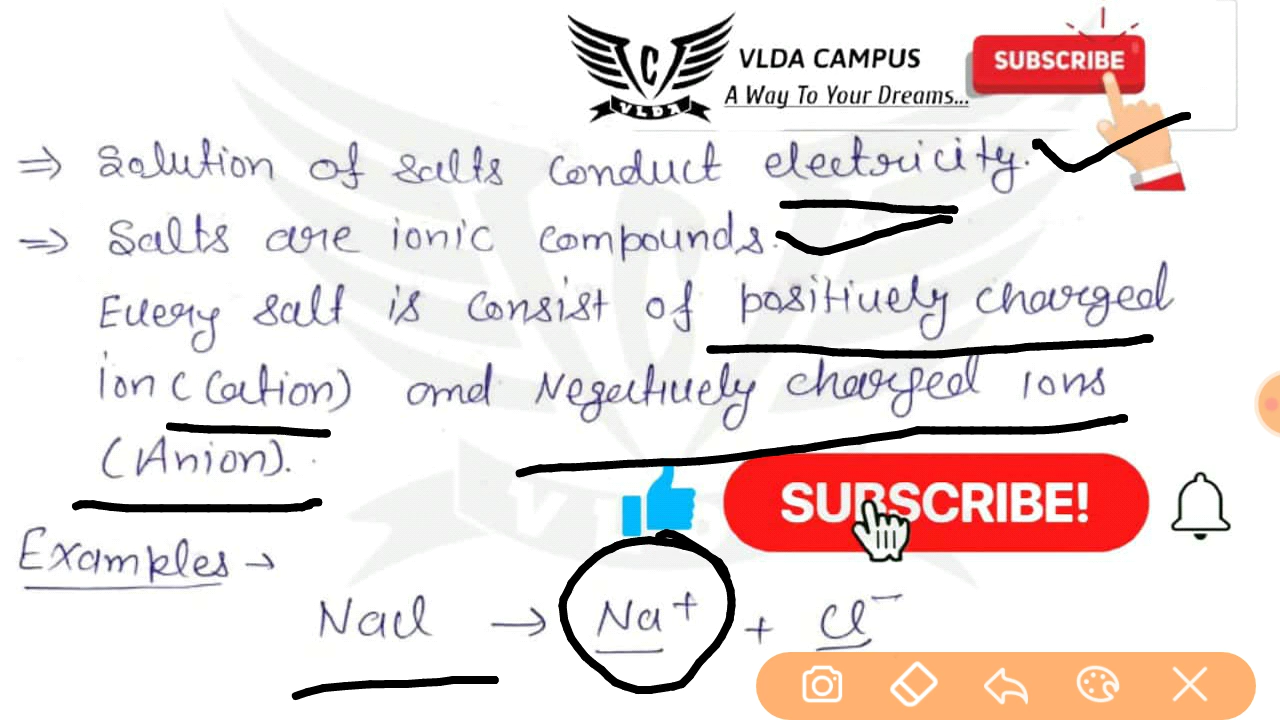 VLDA CAMPUS
A Way To Your Dreams...
SUBSCRIBE
C
VLDA
⇒ Solution of salts conduct electricity.
⇒ Salts are ionic compounds.
Every salt is consist of positively charged
ion (Cation) and Negatively charged ions
(Anion).
SUBSCRIBE!
Examples →
NaCl → Na⁺ + Cl⁻